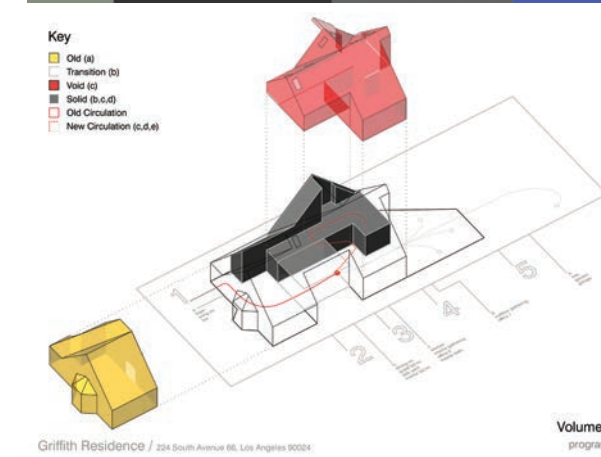 Key
Old (a)
Transition (b)
Void (c)
Solid (b,c,d)
Old Circulation
New Circulation (c,d,e)
1
2
3
4
5
Griffith Residence / 224 South Avenue 66, Los Angeles 90024
Volume
progra